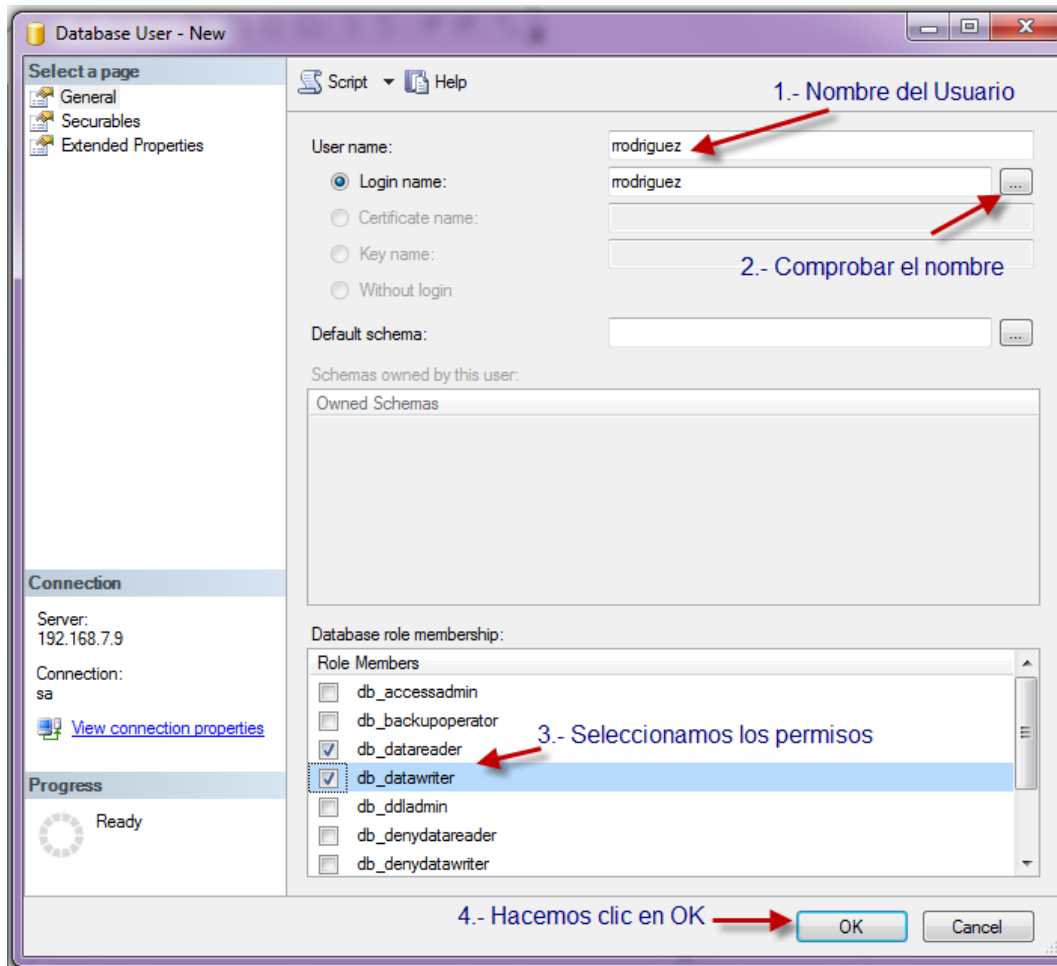 Database User - New
Select a page
General
Securables
Extended Properties
Script
Help
1.- Nombre del Usuario
User name:
rrodriguez
Login name:
rrodriguez
...
Certificate name:
Key name:
2.- Comprobar el nombre
Without login
Default schema:
...
Schemas owned by this user:
Owned Schemas
Connection
Server:
192.168.7.9
Connection:
sa
View connection properties
Progress
Ready
Database role membership:
Role Members
db_accessadmin
db_backupoperator
3.- Seleccionamos los permisos
db_datareader
db_datawriter
db_ddladmin
db_denydatareader
db_denydatawriter
4.- Hacemos clic en OK
OK
Cancel